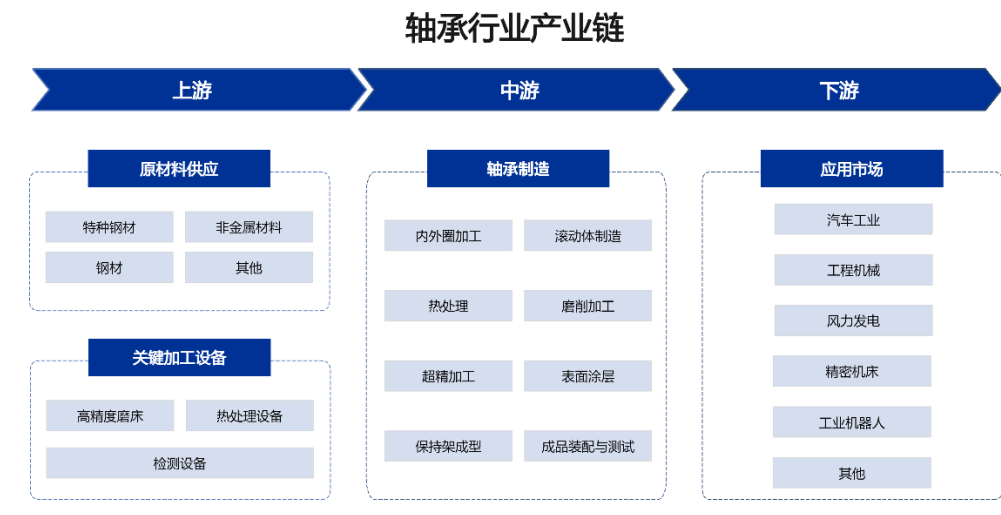 轴承行业产业链
上游
中游
下游
原材料供应
特种钢材
非金属材料
钢材
其他
关键加工设备
高精度磨床
热处理设备
检测设备
轴承制造
内外圈加工
滚动体制造
热处理
磨削加工
超精加工
表面涂层
保持架成型
成品装配与测试
应用市场
汽车工业
工程机械
风力发电
精密机床
工业机器人
其他